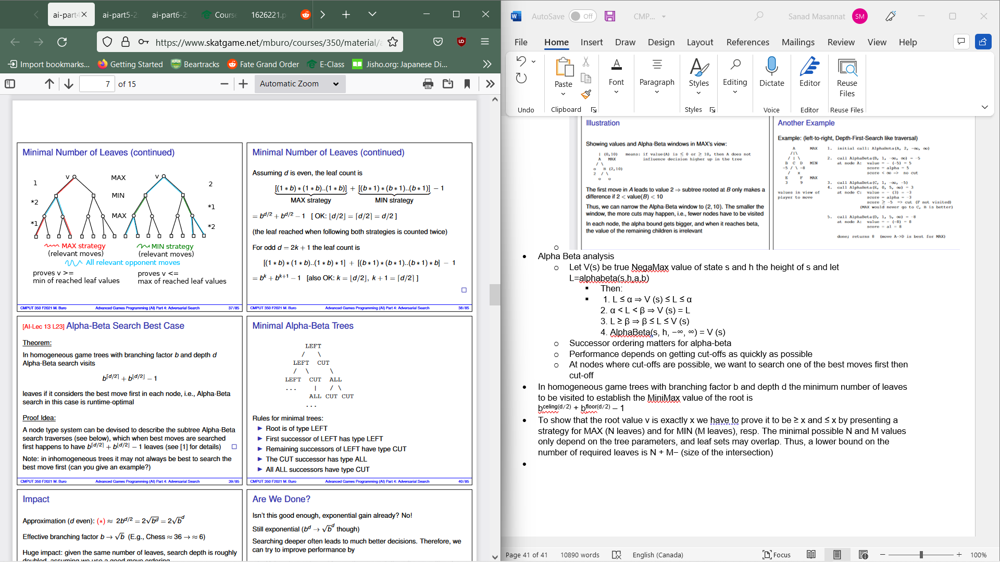 ai-part4
ai-part5-2
ai-part6-2
Course
1626221.p
https://www.skatgame.net/mburo/courses/350/material/
Import bookmarks...
Getting Started
Beartracks
Fate Grand Order
E-Class
Jisho.org: Japanese Di...
7 of 15
Automatic Zoom
Minimal Number of Leaves (continued)
v MAX v
1 2
MIN
*2 *1
MAX
*1 *2
MAX strategy
(relevant moves)
MIN strategy
(relevant moves)
All relevant opponent moves
proves v >=
min of reached leaf values
proves v <=
max of reached leaf values
CMPUT 350 F2021 M. Buro Advanced Games Programming (AI) Part 4: Adversarial Search 37/85
Minimal Number of Leaves (continued)
Assuming d is even, the leaf count is
[(1 ∗ b) ∗ (1 ∗ b)..(1 ∗ b)] + [(b ∗ 1) ∗ (b ∗ 1)..(b ∗ 1)] − 1
MAX strategy MIN strategy
= b^{d/2} + b^{d/2} − 1 [ OK: ⌊d/2⌋ = ⌈d/2⌉ = d/2 ]
(the leaf reached when following both strategies is counted twice)
For odd d = 2k + 1 the leaf count is
[(1 ∗ b) ∗ (1 ∗ b)..(1 ∗ b) ∗ 1] + [(b ∗ 1) ∗ (b ∗ 1)..(b ∗ 1) ∗ b] − 1
= b^k + b^{k+1} − 1 [also OK: k = ⌊d/2⌋, k + 1 = ⌈d/2⌉ ]
CMPUT 350 F2021 M. Buro Advanced Games Programming (AI) Part 4: Adversarial Search 38/85
[AI-Lec 13 L23] Alpha-Beta Search Best Case
Theorem:
In homogeneous game trees with branching factor b and depth d
Alpha-Beta search visits
b^{⌈d/2⌉} + b^{⌊d/2⌋} − 1
leaves if it considers the best move first in each node, i.e., Alpha-Beta
search in this case is runtime-optimal
Proof Idea:
A node type system can be devised to describe the subtree Alpha-Beta
search traverses (see below), which when best moves are searched
first happens to have b^{⌈d/2⌉} + b^{⌊d/2⌋} − 1 leaves (see [1] for details)
Note: in inhomogeneous trees it may not always be best to search the
best move first (can you give an example?)
CMPUT 350 F2021 M. Buro Advanced Games Programming (AI) Part 4: Adversarial Search 39/85
Minimal Alpha-Beta Trees
LEFT
/ \
LEFT CUT
/ \ \
LEFT CUT ALL
... | / \
ALL CUT CUT
...
Rules for minimal trees:
Root is of type LEFT
First successor of LEFT has type LEFT
Remaining successors of LEFT have type CUT
The CUT successor has type ALL
All ALL successors have type CUT
CMPUT 350 F2021 M. Buro Advanced Games Programming (AI) Part 4: Adversarial Search 40/85
Impact
Approximation (d even): (∗) ≈ 2b^{d/2} = 2√b^d = 2√b^d
Effective branching factor b → √b (E.g., Chess ≈ 36 → ≈ 6)
Huge impact: given the same number of leaves, search depth is roughly
doubled, assuming we use a good move ordering
Are We Done?
Isn't this good enough, exponential gain already? No!
Still exponential (b^d → √b^d though)
Searching deeper often leads to much better decisions. Therefore, we
can try to improve performance by
AutoSave Off
CMP...
Sanad Masannat SM
File Home Insert Draw Design Layout References Mailings Review View Help
Paste
Font
Paragraph
Styles
Editing
Dictate
Editor
Reuse
Files
Undo Clipboard Styles Voice Editor Reuse Files
Illustration
Showing values and Alpha-Beta windows in MAX's view:
| (0,10) means: if value(A) is ≤ 0 or ≥ 10, then A does not
A MAX influence decision higher up in the tree
/ \
o B (2,10)
2 / \
o o
The first move in A leads to value 2 ⇒ subtree rooted at B only makes a
difference if 2 < value(B) < 10
Thus, we can narrow the Alpha-Beta window to (2, 10). The smaller the
window, the more cuts may happen, i.e., fewer nodes have to be visited
In each node, the alpha bound gets bigger, and when it reaches beta,
the value of the remaining children is irrelevant
Another Example
Example: (left-to-right, Depth-First-Search like traversal)
A MAX 1. initial call: AlphaBeta(A, 2, -∞, ∞)
/|\
/ | \ 2. call AlphaBeta(B, 1, -∞, ∞) = -5
B C D MIN at node A: value = - (-5) = 5
-5 / \ -8 score = alpha = 5
/ x score < ∞ => no cut
E F MAX
3 9 3. call AlphaBeta(C, 1, -∞, -5)
4. call AlphaBeta(E, 0, 5, ∞) = 3
values in view of at node C: value = - (3) = -3
player to move score = alpha = -3
score ≥ -5 => cut (F not visited)
(MAX would never go to C, B is better)
5. call AlphaBeta(D, 1, 5, ∞) = -8
at node A: value = - (-8) = 8
score = al = 8
done; returns 8 (move A->D is best for MAX)
Alpha Beta analysis
Let V(s) be true NegaMax value of state s and h the height of s and let
L=alphabeta(s,h,a,b)
Then:
1. L ≤ α ⇒ V (s) ≤ L ≤ α
2. α < L < β ⇒ V (s) = L
3. L ≥ β ⇒ β ≤ L ≤ V (s)
4. AlphaBeta(s, h, −∞, ∞) = V (s)
Successor ordering matters for alpha-beta
Performance depends on getting cut-offs as quickly as possible
At nodes where cut-offs are possible, we want to search one of the best moves first then
cut-off
In homogeneous game trees with branching factor b and depth d the minimum number of leaves
to be visited to establish the MiniMax value of the root is
b^{celing(d/2)} + b^{floor(d/2)} – 1
To show that the root value v is exactly x we have to prove it to be ≥ x and ≤ x by presenting a
strategy for MAX (N leaves) and for MIN (M leaves), resp. The minimal possible N and M values
only depend on the tree parameters, and leaf sets may overlap. Thus, a lower bound on the
number of required leaves is N + M− (size of the intersection)
Page 41 of 41 10890 words English (Canada) Focus 100%